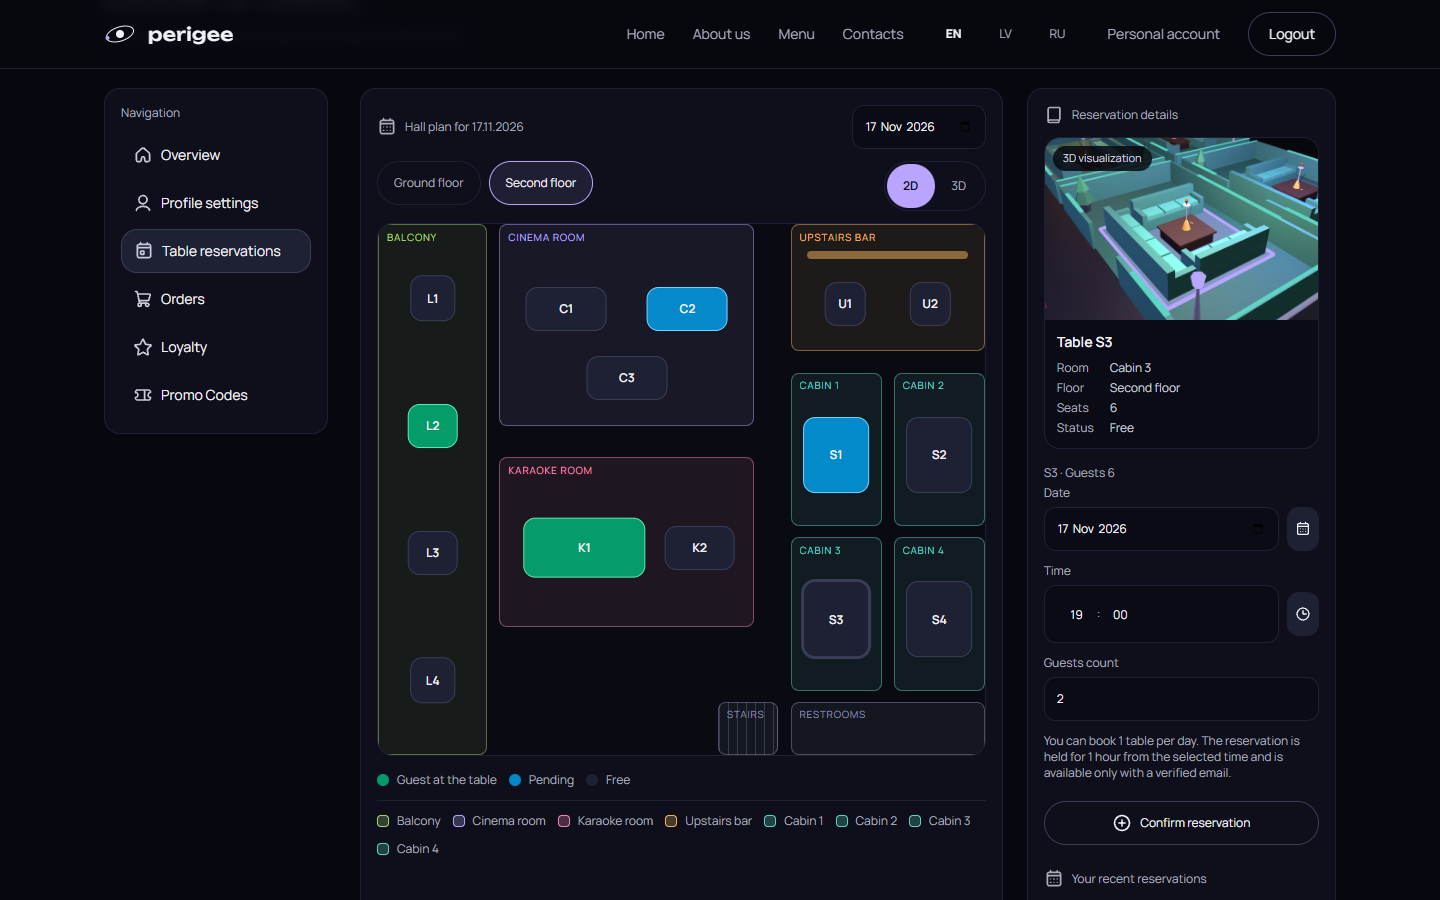 perigee
Home
About us
Menu
Contacts
EN
LV
RU
Personal account
Logout
Navigation
Overview
Profile settings
Table reservations
Orders
Loyalty
Promo Codes
Hall plan for 17.11.2026
17 Nov 2026
Ground floor
Second floor
2D
3D
BALCONY
CINEMA ROOM
UPSTAIRS BAR
L1
C1
C2
U1
U2
C3
CABIN 1
CABIN 2
L2
S1
S2
KARAOKE ROOM
K1
K2
L3
CABIN 3
CABIN 4
S3
S4
L4
STAIRS
RESTROOMS
Guest at the table
Pending
Free
Balcony
Cinema room
Karaoke room
Upstairs bar
Cabin 1
Cabin 2
Cabin 3
Cabin 4
Reservation details
3D visualization
Table S3
Room Cabin 3
Floor Second floor
Seats 6
Status Free
S3 · Guests 6
Date
17 Nov 2026
Time
19 : 00
Guests count
2
You can book 1 table per day. The reservation is
held for 1 hour from the selected time and is
available only with a verified email.
Confirm reservation
Your recent reservations